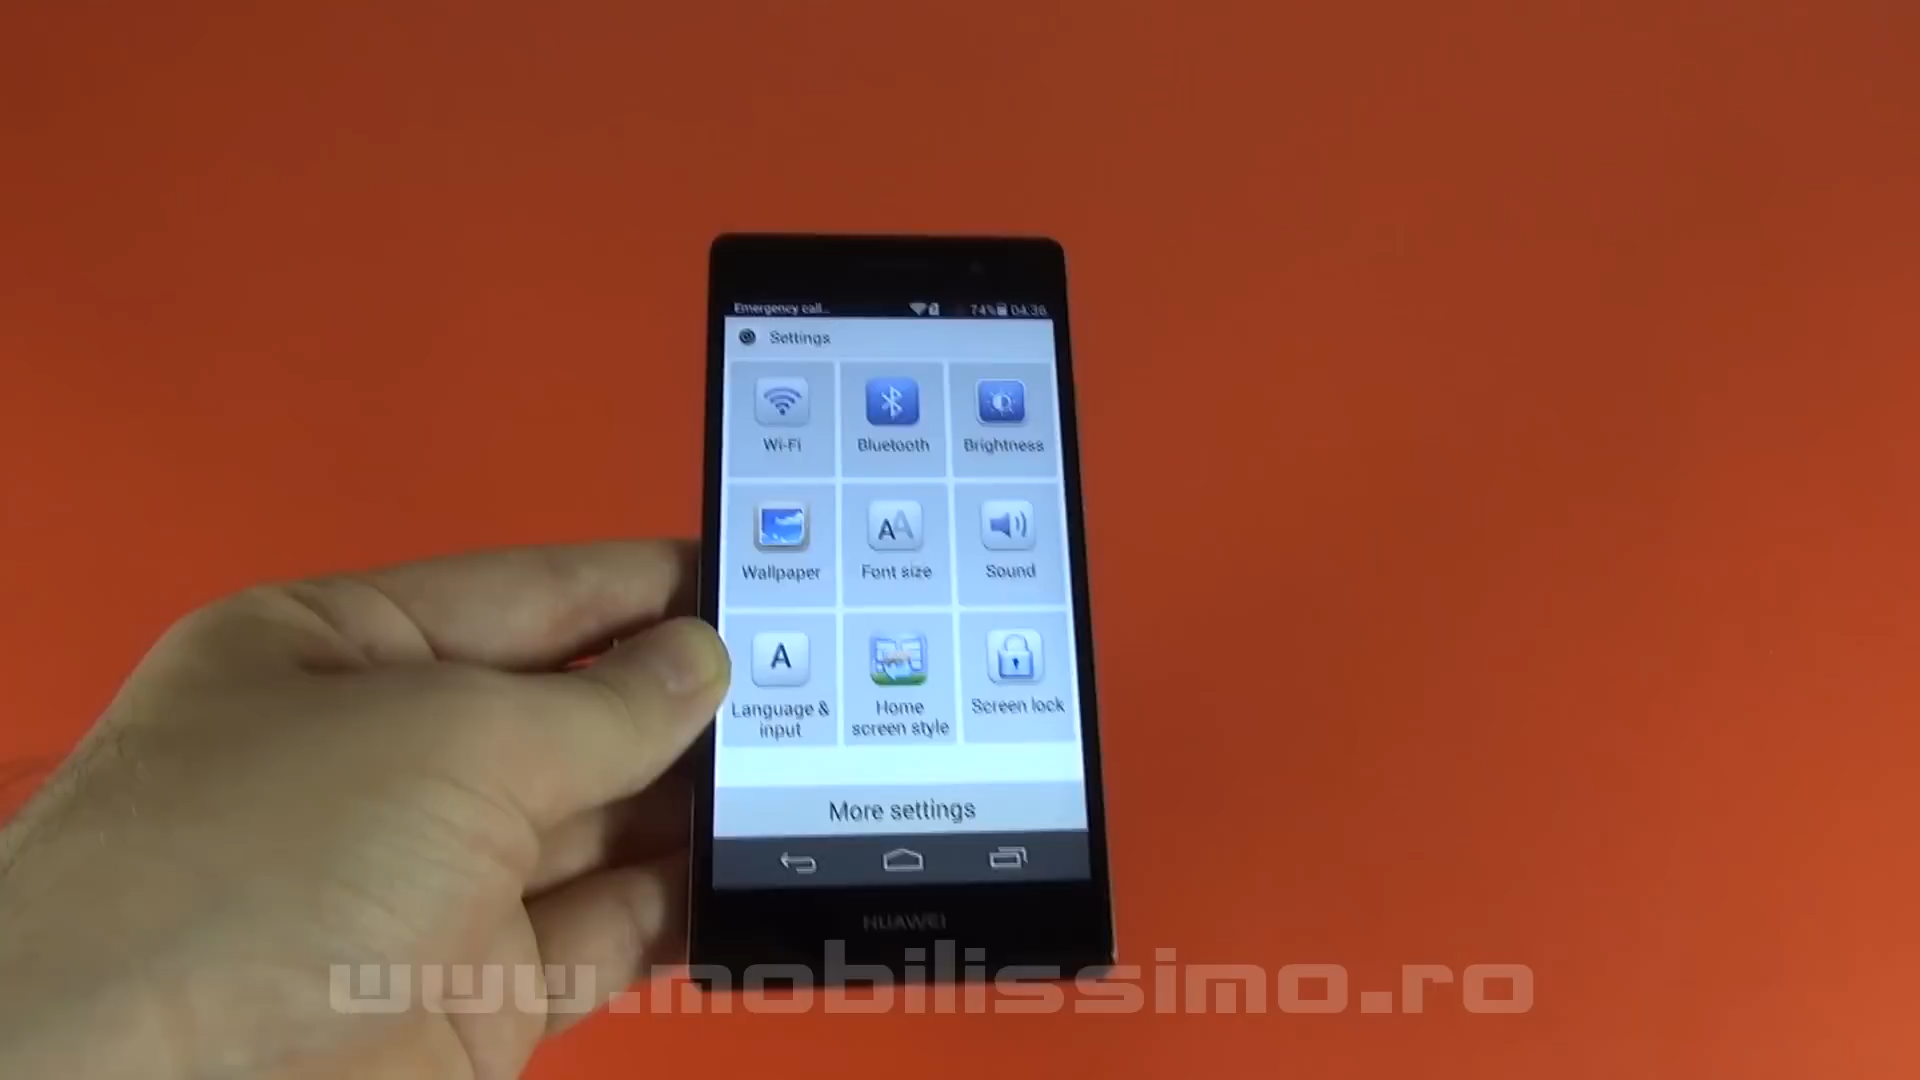 Emergency call... 74% 04:36
Settings
Wi-Fi Bluetooth Brightness
Wallpaper Font size Sound
Language & Home Screen lock
input screen style
More settings
HUAWEI
www.mobilissimo.ro